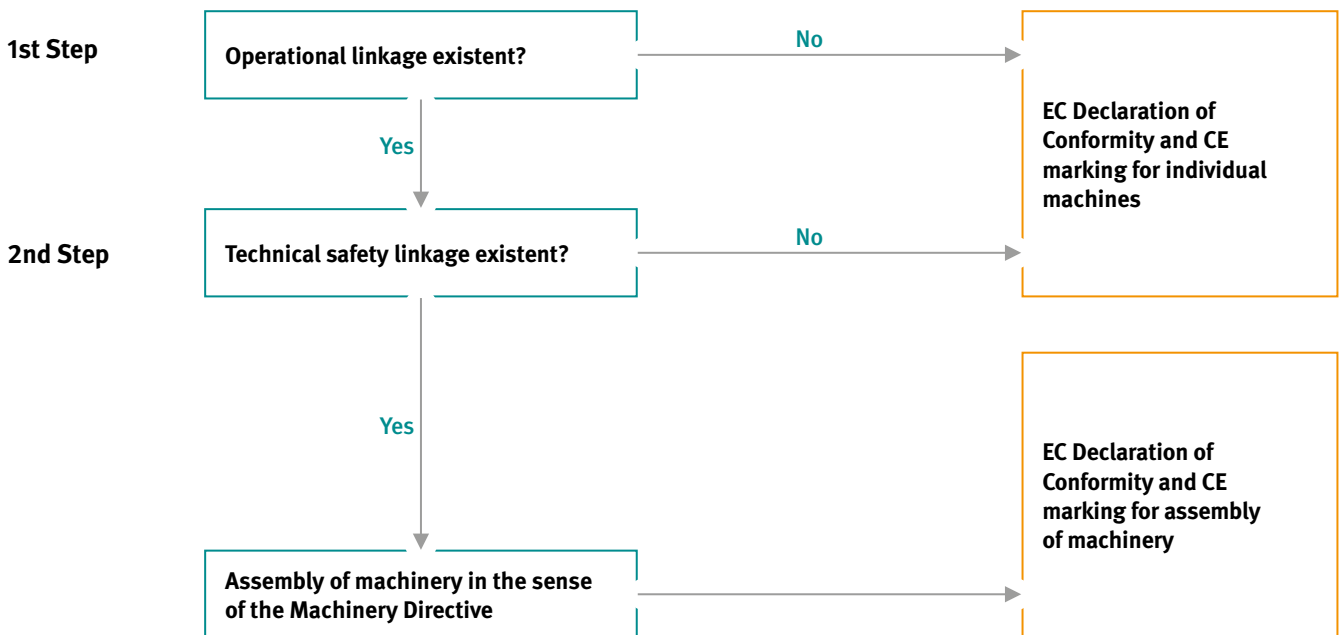 1st Step
Operational linkage existent?
No
EC Declaration of
Conformity and CE
marking for individual
machines
Yes
2nd Step
Technical safety linkage existent?
No
Yes
EC Declaration of
Conformity and CE
marking for assembly
of machinery
Assembly of machinery in the sense
of the Machinery Directive